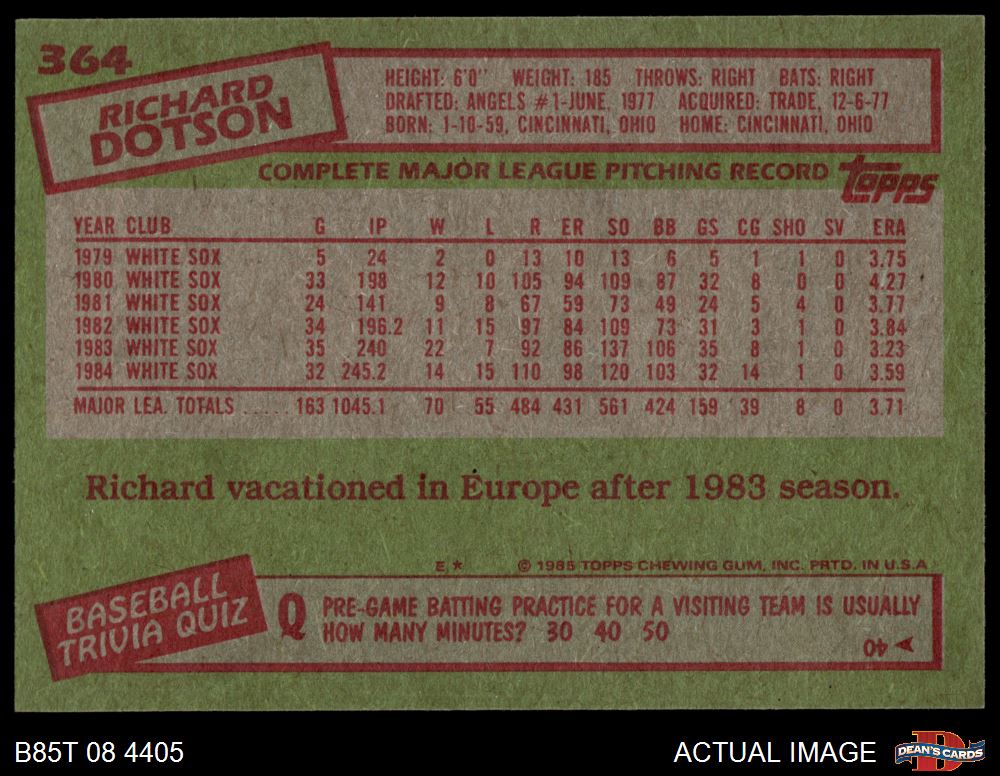 364
RICHARD
DOTSON
HEIGHT: 6'0" WEIGHT: 185 THROWS: RIGHT BATS: RIGHT
DRAFTED: ANGELS #1-JUNE, 1977 ACQUIRED: TRADE, 12-6-77
BORN: 1-10-59, CINCINNATI, OHIO HOME: CINCINNATI, OHIO
COMPLETE MAJOR LEAGUE PITCHING RECORD topps
YEAR CLUB G IP W L R ER SO BB GS CG SHO SV ERA
1979 WHITE SOX 5 24 2 0 13 10 13 6 5 1 1 0 3.75
1980 WHITE SOX 33 198 12 10 105 94 109 87 32 8 0 0 4.27
1981 WHITE SOX 24 141 9 8 67 59 73 49 24 5 4 0 3.77
1982 WHITE SOX 34 196.2 11 15 97 84 109 73 31 3 1 0 3.84
1983 WHITE SOX 35 240 22 7 92 86 137 106 35 8 1 0 3.23
1984 WHITE SOX 32 245.2 14 15 110 98 120 103 32 14 1 0 3.59
MAJOR LEA. TOTALS ..... 163 1045.1 70 55 484 431 561 424 159 39 8 0 3.71
Richard vacationed in Europe after 1983 season.
E * © 1985 TOPPS CHEWING GUM, INC. PRTD. IN U.S.A
BASEBALL
TRIVIA QUIZ
Q PRE-GAME BATTING PRACTICE FOR A VISITING TEAM IS USUALLY
HOW MANY MINUTES? 30 40 50
A 40
B85T 08 4405 ACTUAL IMAGE DEAN'S CARDS